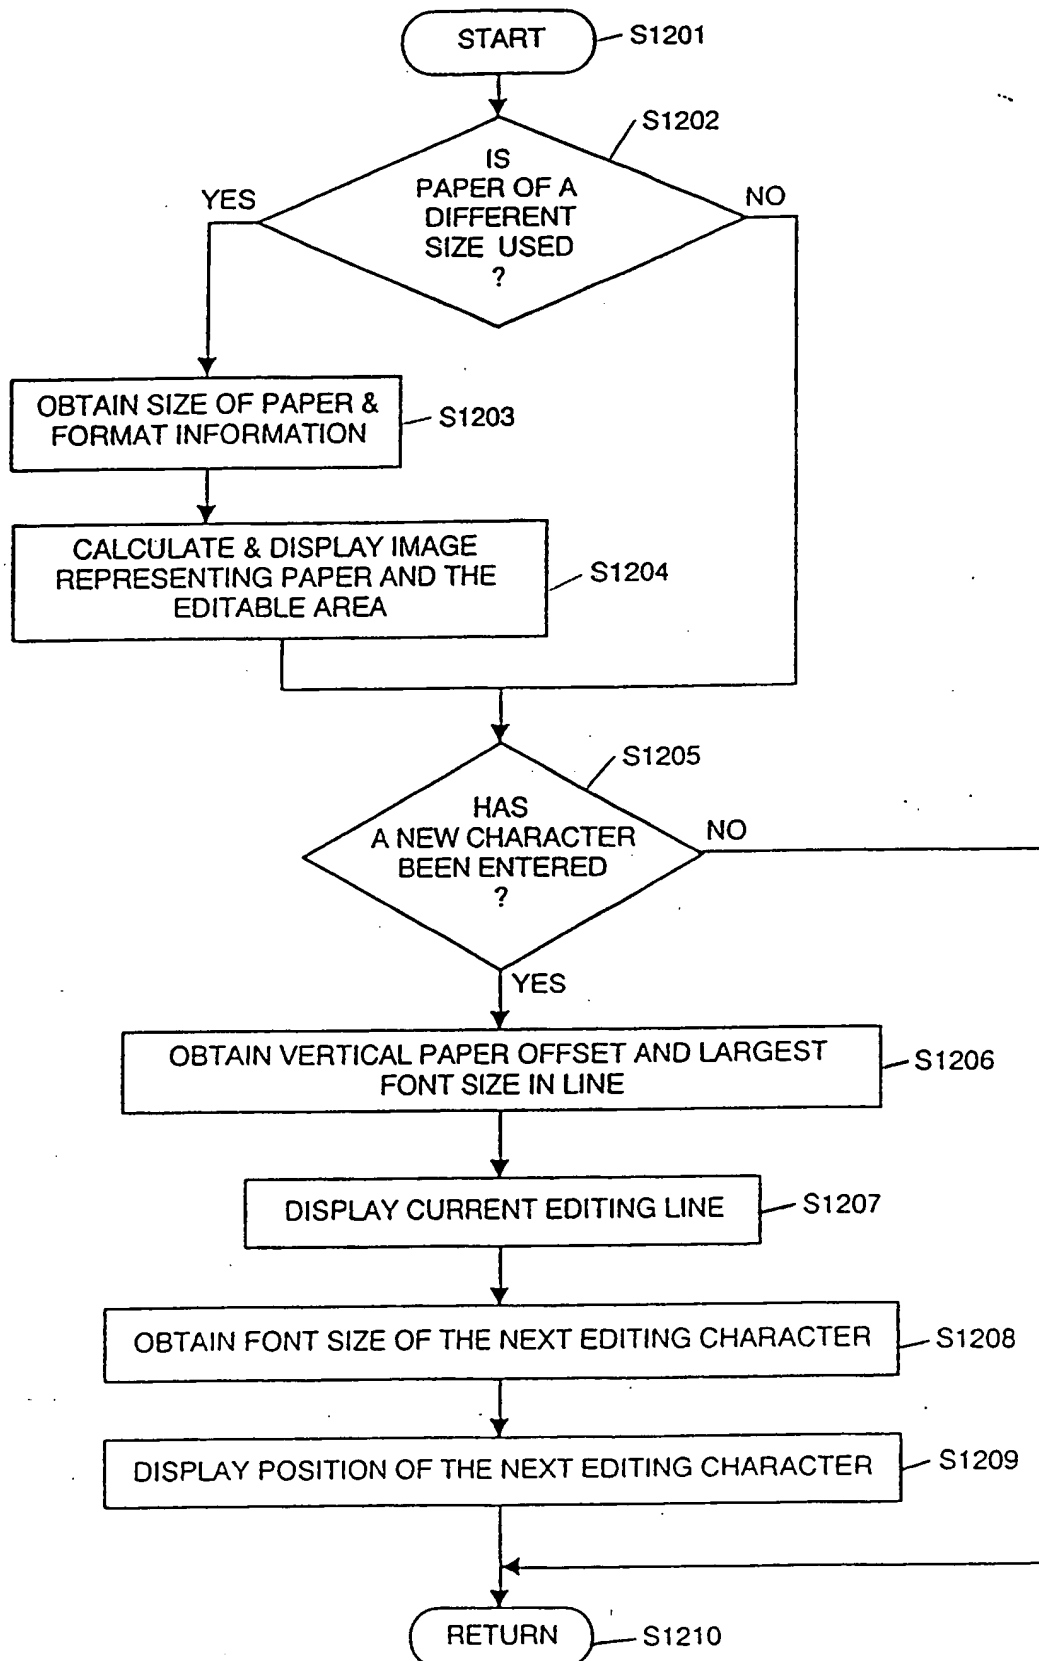 START
S1201
S1202
IS
PAPER OF A
DIFFERENT
SIZE USED
?
YES
NO
OBTAIN SIZE OF PAPER &
FORMAT INFORMATION
S1203
CALCULATE & DISPLAY IMAGE
REPRESENTING PAPER AND THE
EDITABLE AREA
S1204
S1205
HAS
A NEW CHARACTER
BEEN ENTERED
?
NO
YES
OBTAIN VERTICAL PAPER OFFSET AND LARGEST
FONT SIZE IN LINE
S1206
DISPLAY CURRENT EDITING LINE
S1207
OBTAIN FONT SIZE OF THE NEXT EDITING CHARACTER
S1208
DISPLAY POSITION OF THE NEXT EDITING CHARACTER
S1209
RETURN
S1210